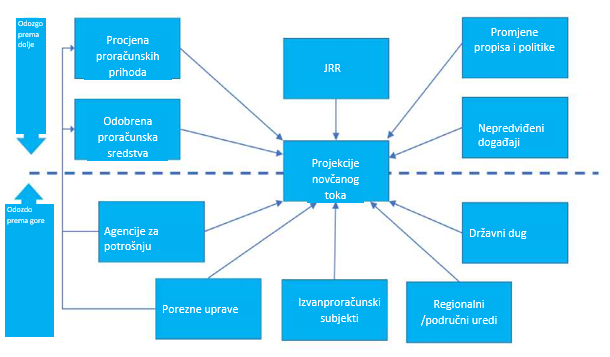 Odozgo
prema
dolje
Procjena
proračunskih
prihoda
JRR
Promjene
propisa i politike
Odobrena
proračunska
sredstva
Nepredviđeni
događaji
Projekcije
novčanog
toka
Odozdo
prema gore
Agencije za
potrošnju
Državni dug
Porezne uprave
Izvanproračunski
subjekti
Regionalni
/područni uredi